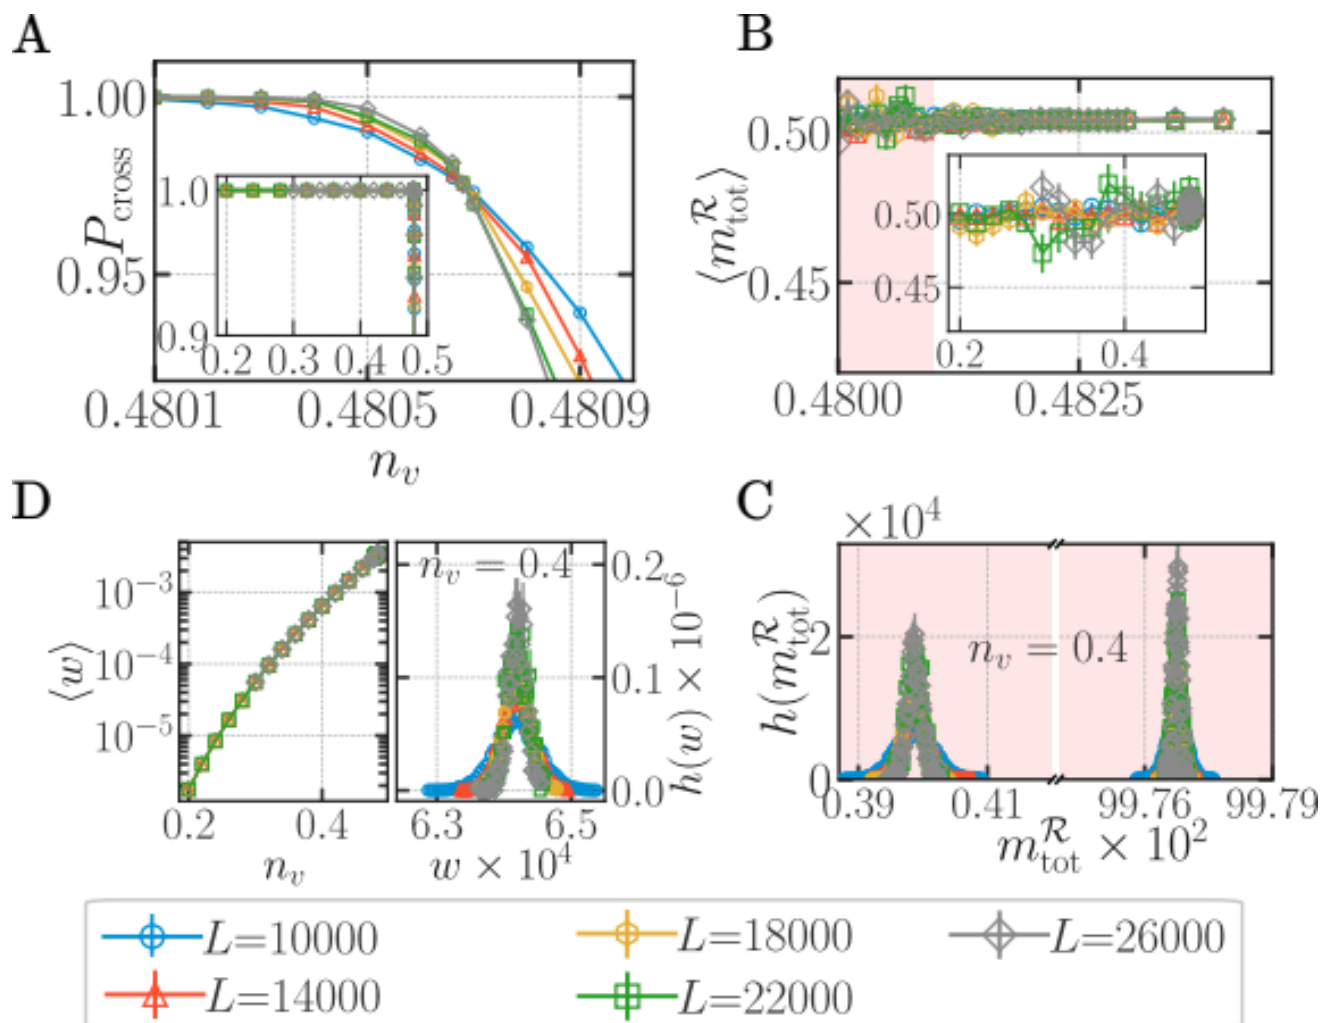 A
1.00
0.95
P_cross
1.0
0.9
0.2 0.3 0.4 0.5
0.4801 0.4805 0.4809
n_v
B
0.50
0.45
⟨m_tot^ℛ⟩
0.50
0.45
0.2 0.4
0.4800 0.4825
D
⟨w⟩
10^−3
10^−4
10^−5
0.2 0.4
n_v
n_v = 0.4
0.2
0.1
0.0
h(w) × 10^−6
6.3 6.5
w × 10^4
C
×10^4
h(m_tot^ℛ)
2
0
n_v = 0.4
0.39 0.41 99.76 99.79
m_tot^ℛ × 10^2
L=10000 L=18000 L=26000
L=14000 L=22000